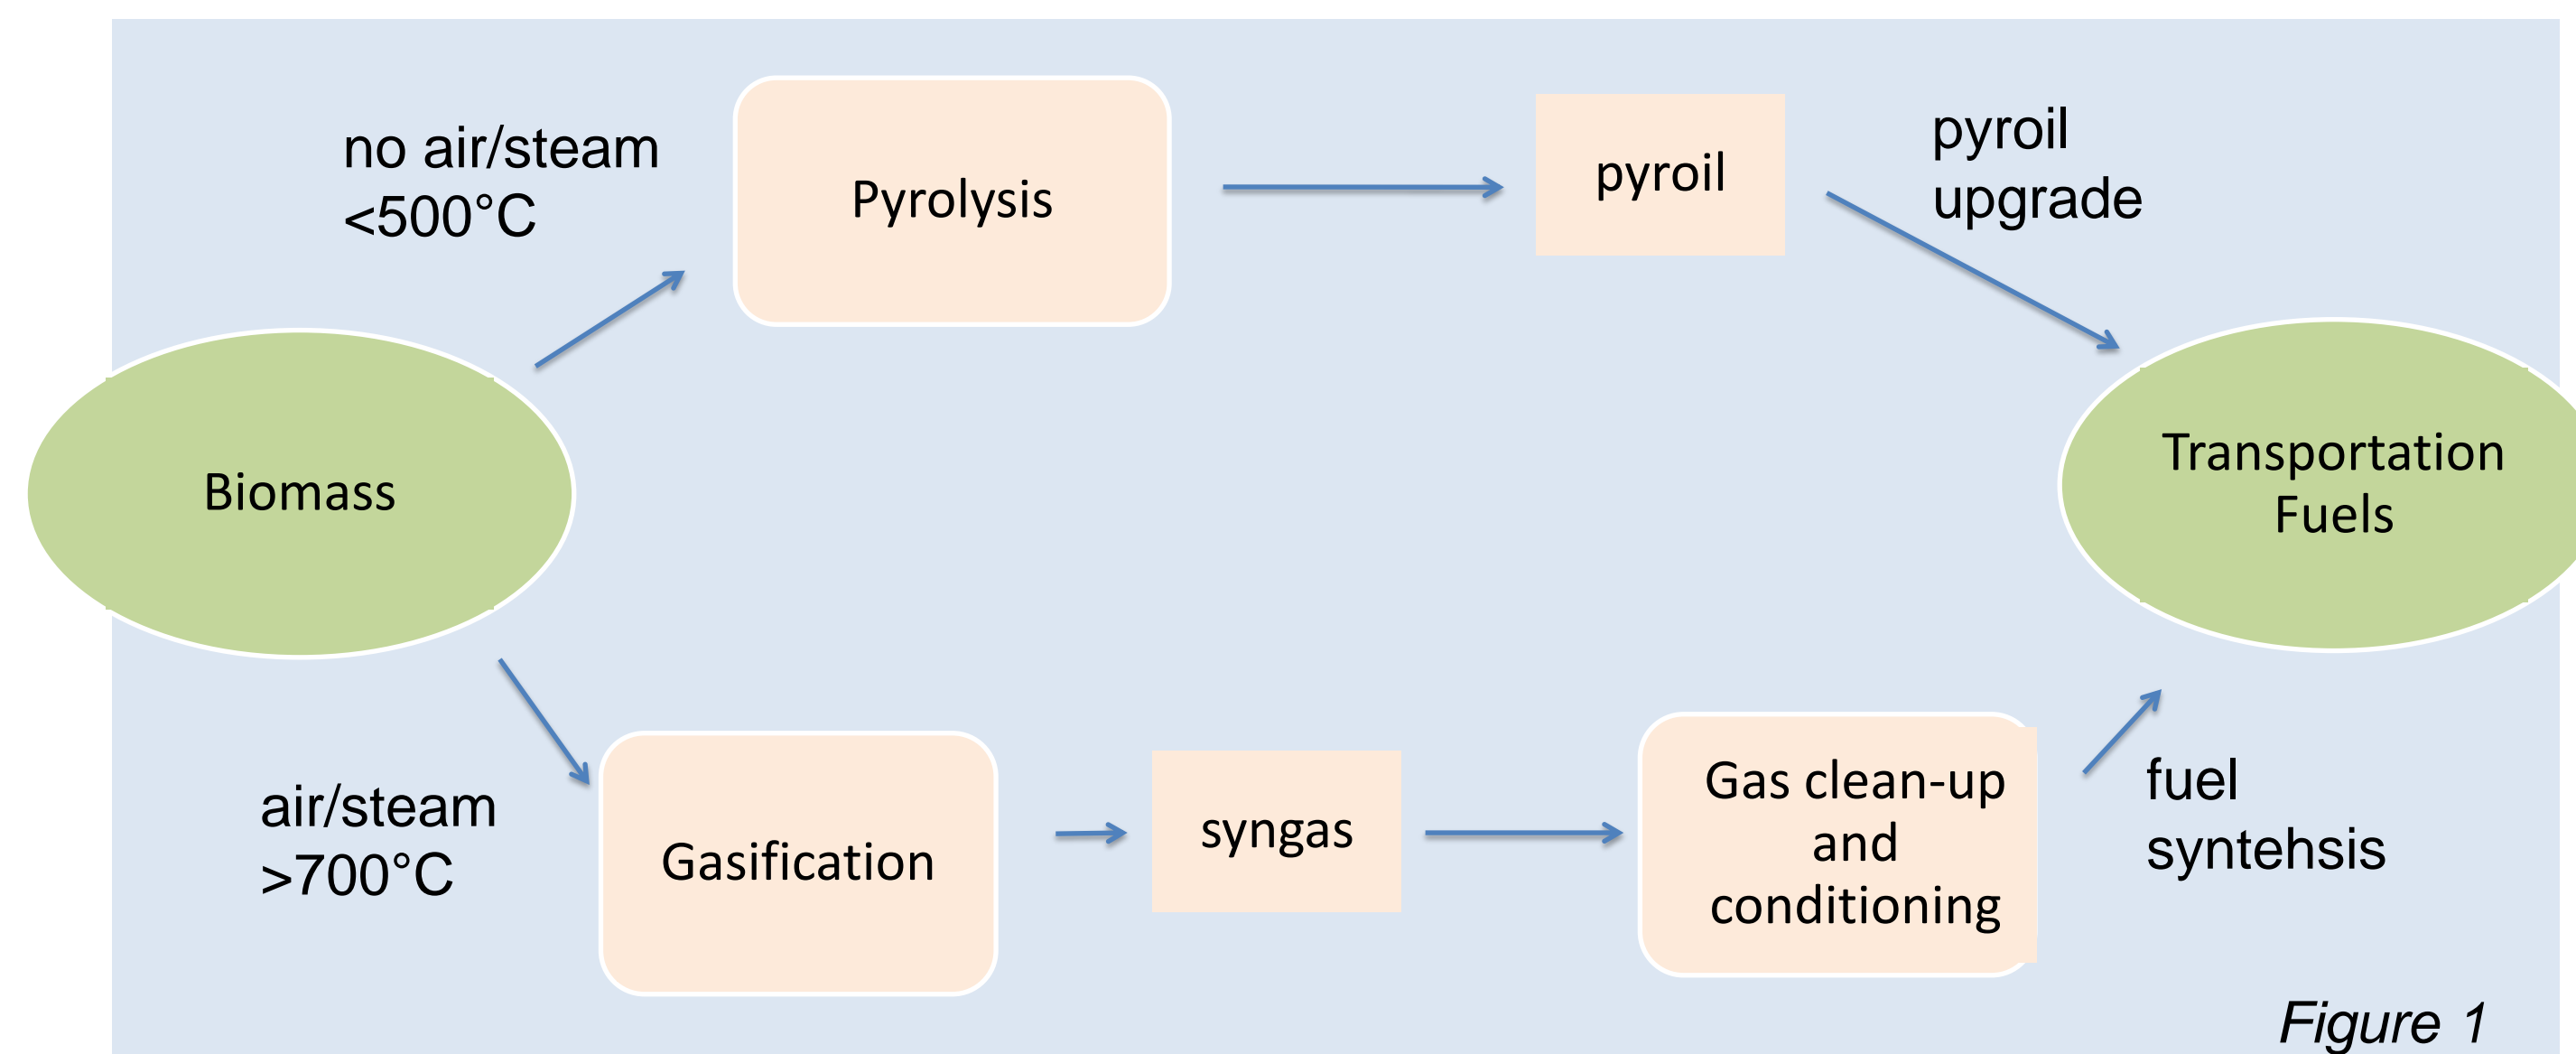 no air/steam
<500°C
Pyrolysis
pyroil
pyroil
upgrade
Biomass
Transportation
Fuels
air/steam
>700°C
Gasification
syngas
Gas clean-up
and
conditioning
fuel
syntehsis
Figure 1